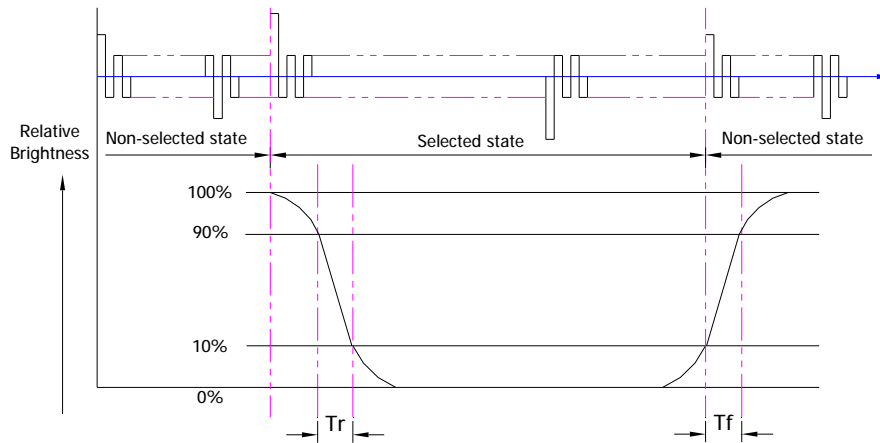 Relative
Brightness
Non-selected state
Selected state
Non-selected state
100%
90%
10%
0%
Tr
Tf